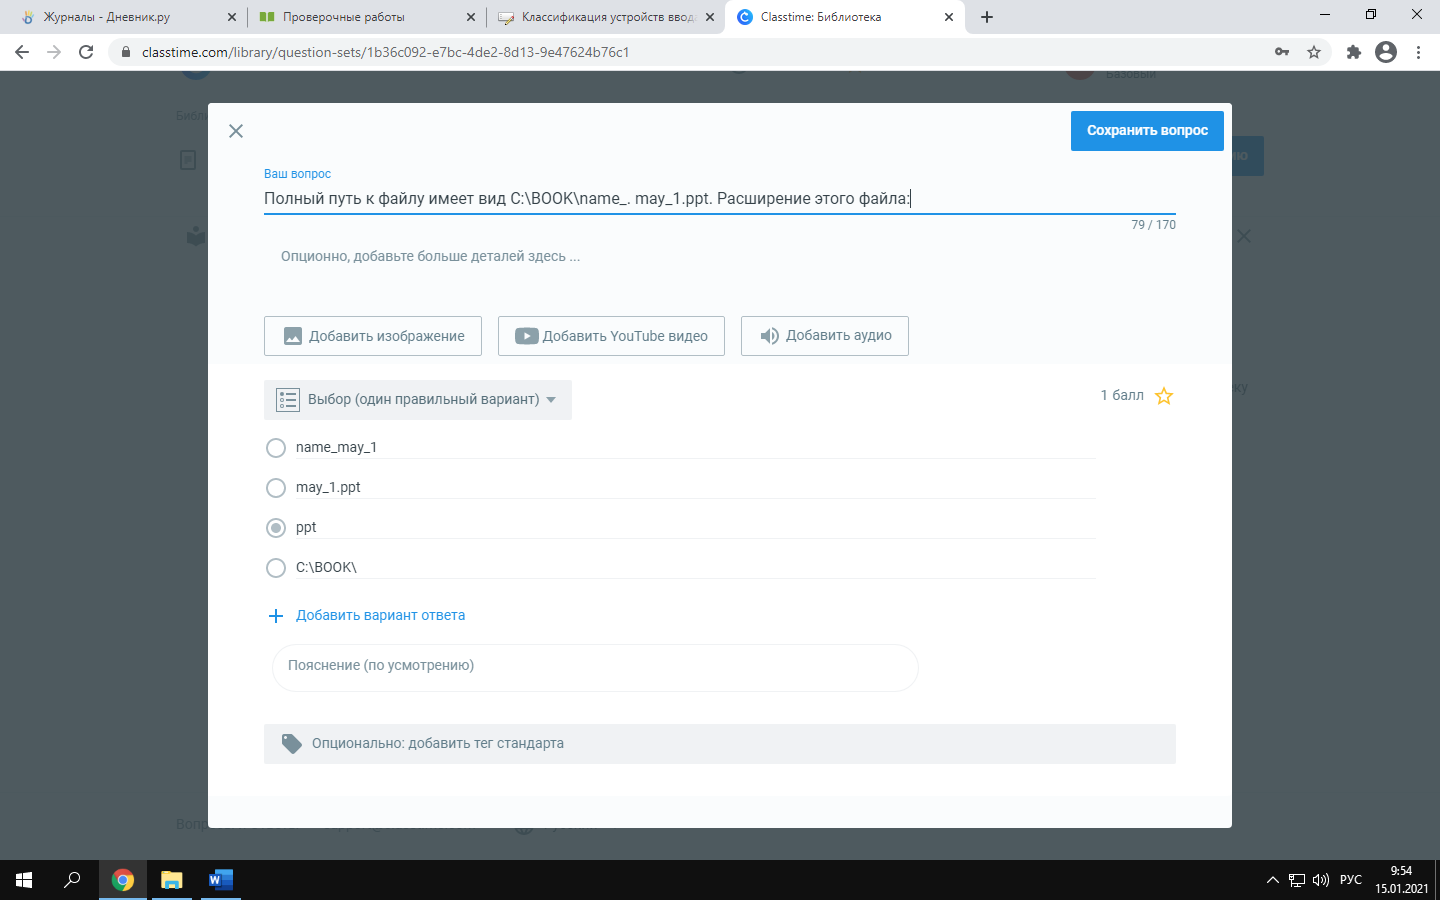 Журналы - Дневник.ру
Проверочные работы
Классификация устройств ввода
Classtime: Библиотека
classtime.com/library/question-sets/1b36c092-e7bc-4de2-8d13-9e47624b76c1
Базовый
Сохранить вопрос
Ваш вопрос
Полный путь к файлу имеет вид C:\BOOK\name_. may_1.ppt. Расширение этого файла:
79 / 170
Опционно, добавьте больше деталей здесь ...
Добавить изображение
Добавить YouTube видео
Добавить аудио
Выбор (один правильный вариант)
1 балл
name_may_1
may_1.ppt
ppt
C:\BOOK\
Добавить вариант ответа
Пояснение (по усмотрению)
Опционально: добавить тег стандарта
РУС
9:54
15.01.2021